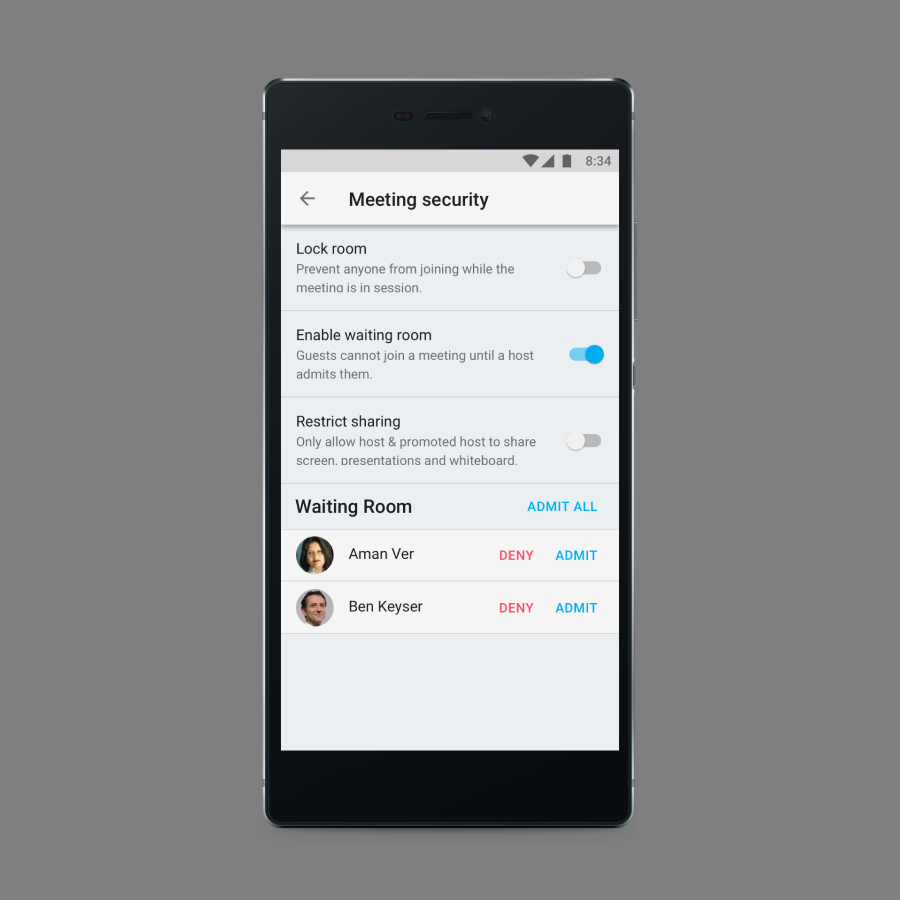 8:34
Meeting security
Lock room
Prevent anyone from joining while the
meeting is in session.
Enable waiting room
Guests cannot join a meeting until a host
admits them.
Restrict sharing
Only allow host & promoted host to share
screen, presentations and whiteboard.
Waiting Room ADMIT ALL
Aman Ver DENY ADMIT
Ben Keyser DENY ADMIT